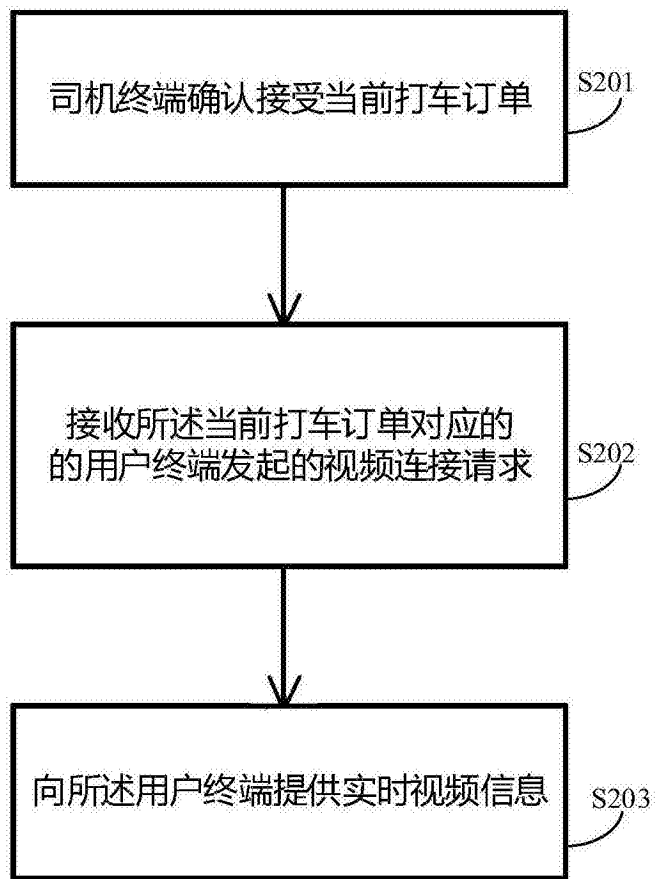 司机终端确认接受当前打车订单
S201
接收所述当前打车订单对应的
的用户终端发起的视频连接请求
S202
向所述用户终端提供实时视频信息
S203